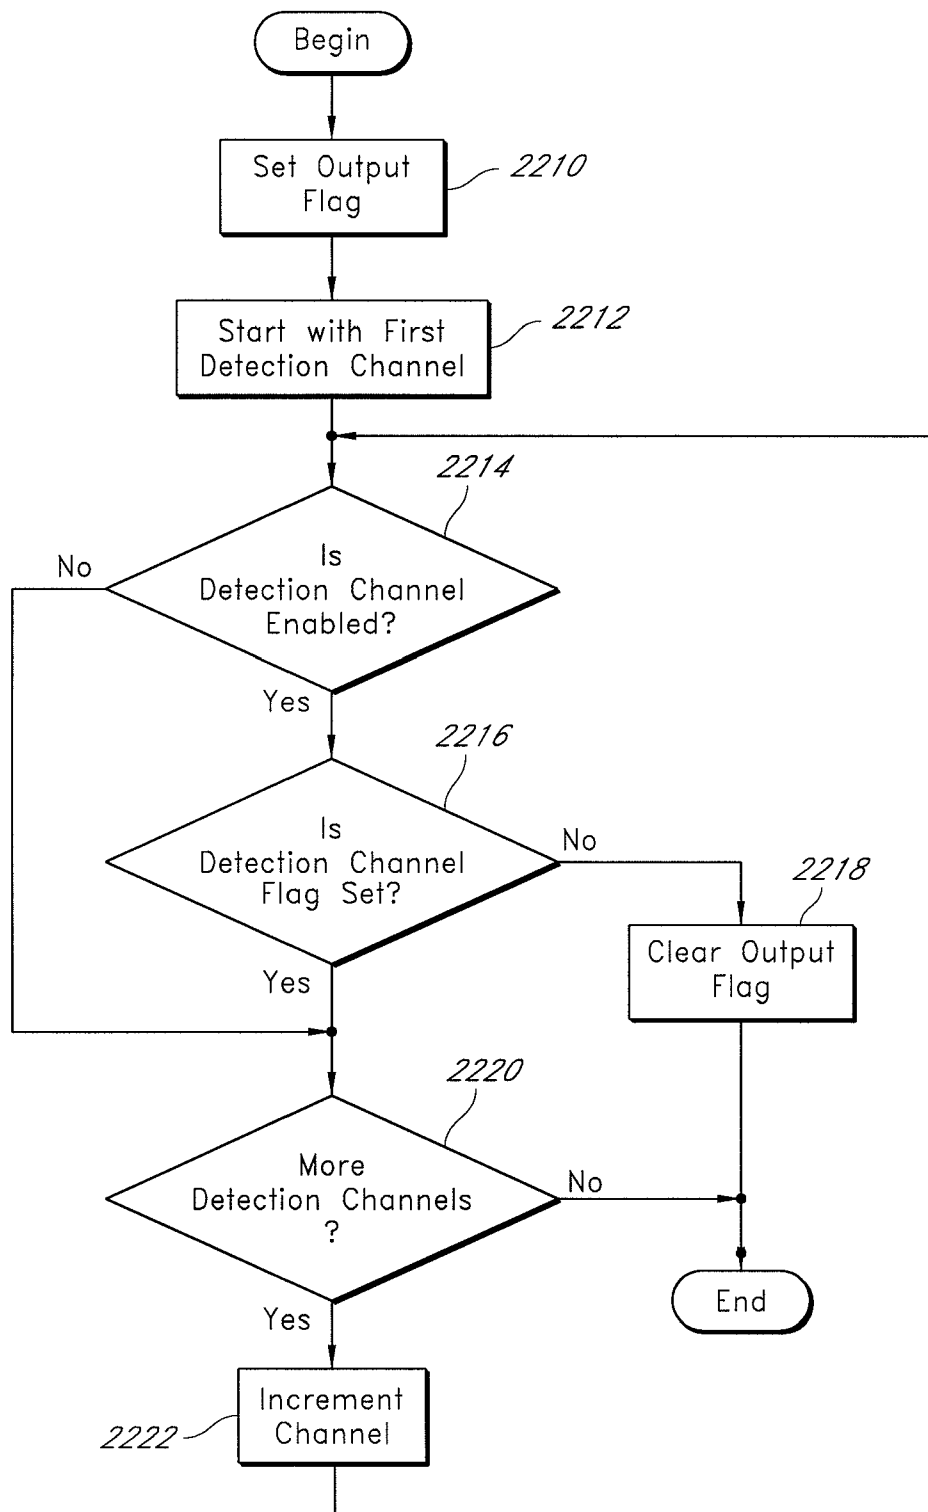 Begin
Set Output
Flag
2210
Start with First
Detection Channel
2212
2214
No
Is
Detection Channel
Enabled?
Yes
2216
Is
Detection Channel
Flag Set?
No
2218
Clear Output
Flag
Yes
2220
More
Detection Channels
?
No
Yes
End
Increment
Channel
2222